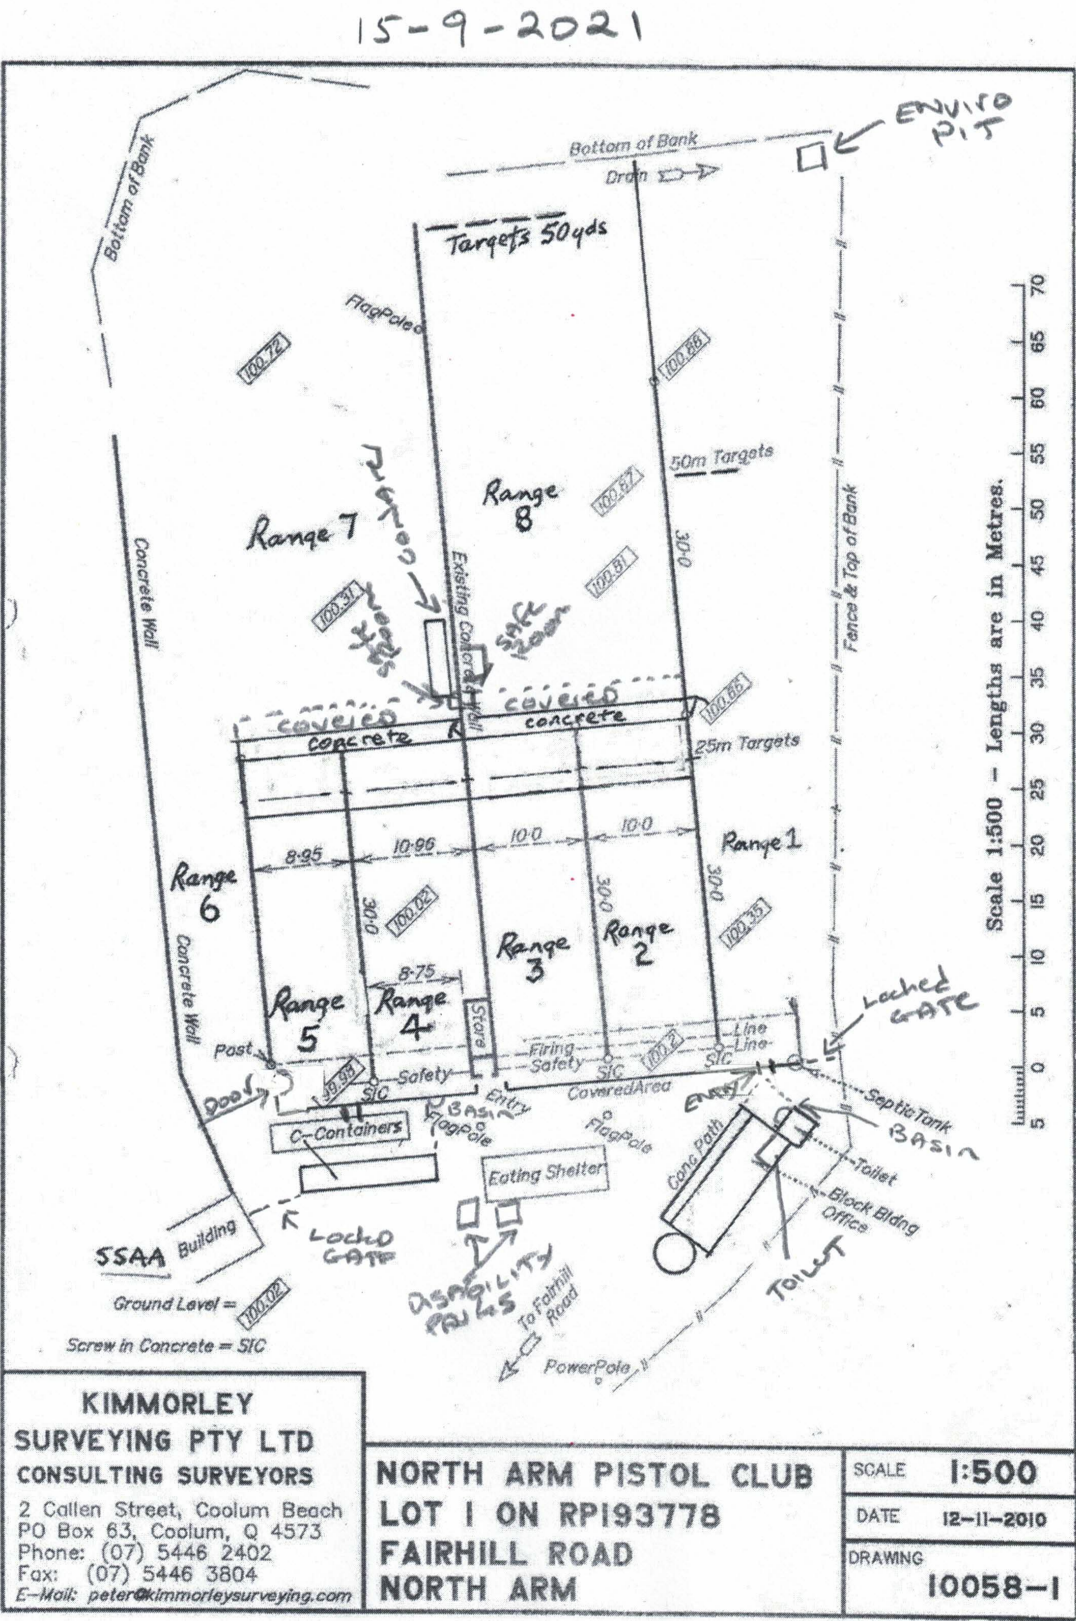 15-9-2021
ENVIRO
PIT
Bottom of Bank
Bottom of Bank
Drain
Targets 50yds
FlagPole
100.72
100.86
50m Targets
Range
8
100.87
Range 7
Existing Concrete Wall
30·0
100.81
100.31
SAFE
ROOM
Concrete Wall
Fence & Top of Bank
70
65
60
55
50
45
40
35
30
25
20
15
10
5
0
5
Scale 1:500 – Lengths are in Metres.
covered
covered
concrete
concrete
100.65
25m Targets
8·95
10·96
10·0
10·0
Range 1
Range
6
30·0
100.02
30·0
30·0
100.35
Range
3
Range
2
Concrete Wall
8·75
Range
5
Range
4
Store
Locked
GATE
Post
Firing
Line
Safety
Line
100.2
99.98
Safety
SIC
SIC
SIC
DOOR
Entry
Covered Area
ENTRY
BASIN
FlagPole
FlagPole
C-Containers
Septic Tank
BASIN
Conc Path
Toilet
Eating Shelter
Block Bldng
Office
TOILET
Building
SSAA
LOCKED
GATE
DISABILITY
PARKS
To Fairhill
Road
Ground Level = 100.02
Screw in Concrete = SIC
PowerPole
KIMMORLEY
SURVEYING PTY LTD
CONSULTING SURVEYORS
2 Callen Street, Coolum Beach
PO Box 63, Coolum, Q 4573
Phone: (07) 5446 2402
Fax: (07) 5446 3804
E-Mail: peter@kimmorleysurveying.com
NORTH ARM PISTOL CLUB
LOT 1 ON RP193778
FAIRHILL ROAD
NORTH ARM
SCALE 1:500
DATE 12-11-2010
DRAWING
10058-1